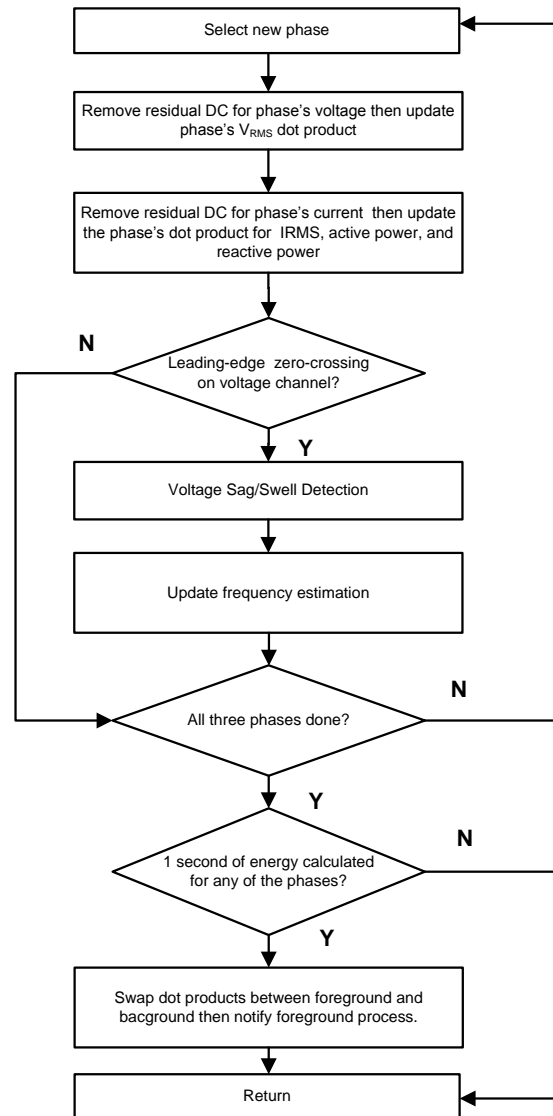 Select new phase
Remove residual DC for phase's voltage then update
phase's VRMS dot product
Remove residual DC for phase's current then update
the phase's dot product for IRMS, active power, and
reactive power
N
Leading-edge zero-crossing
on voltage channel?
Y
Voltage Sag/Swell Detection
Update frequency estimation
N
All three phases done?
Y
N
1 second of energy calculated
for any of the phases?
Y
Swap dot products between foreground and
bacground then notify foreground process.
Return